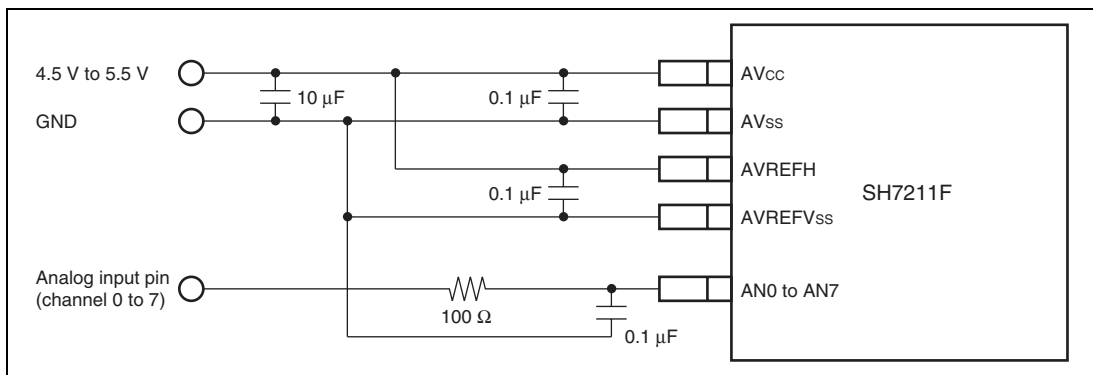 4.5 V to 5.5 V
10 μF
0.1 μF
AVcc
GND
AVss
AVREFH
0.1 μF
SH7211F
AVREFVss
Analog input pin
(channel 0 to 7)
100 Ω
0.1 μF
AN0 to AN7